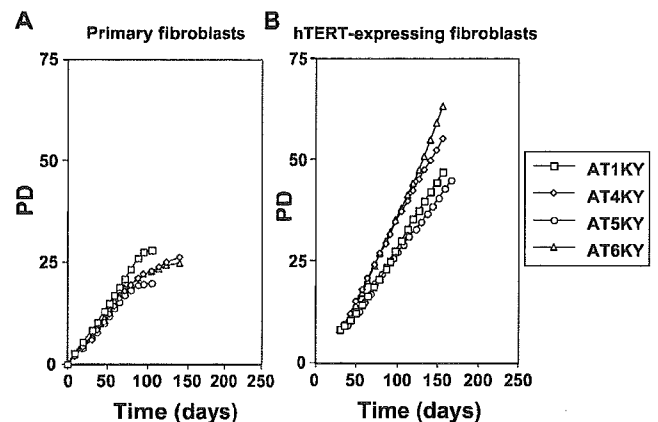 A
Primary fibroblasts
75
50
25
0
PD
0 50 100 150 200 250
Time (days)
B
hTERT-expressing fibroblasts
75
50
25
0
PD
0 50 100 150 200 250
Time (days)
AT1KY
AT4KY
AT5KY
AT6KY